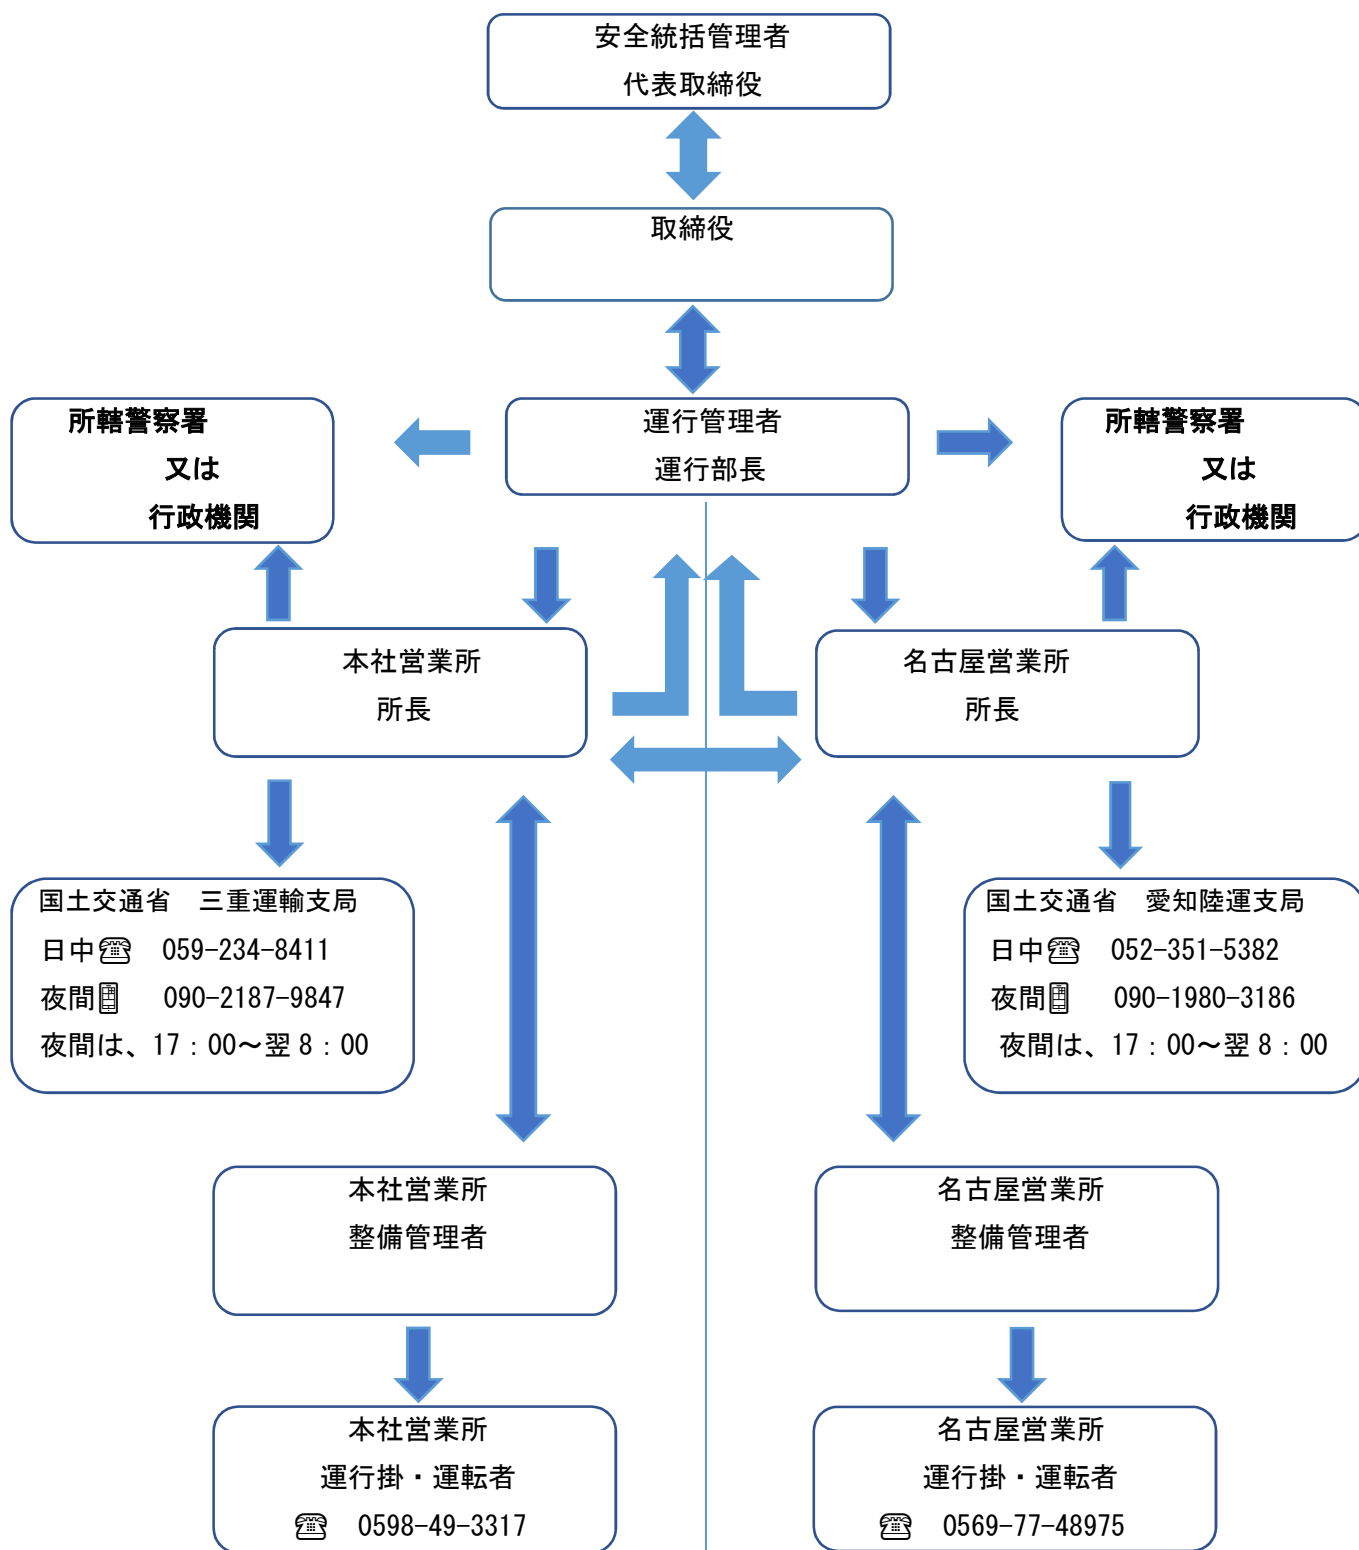 安全統括管理者
代表取締役
取締役
所轄警察署
又は
行政機関
運行管理者
運行部長
所轄警察署
又は
行政機関
本社営業所
所長
名古屋営業所
所長
国土交通省　三重運輸支局
日中☎　059-234-8411
夜間📱　090-2187-9847
夜間は、17：00～翌 8：00
国土交通省　愛知陸運支局
日中☎　052-351-5382
夜間📱　090-1980-3186
夜間は、17：00～翌 8：00
本社営業所
整備管理者
名古屋営業所
整備管理者
本社営業所
運行掛・運転者
☎　0598-49-3317
名古屋営業所
運行掛・運転者
☎　0569-77-48975